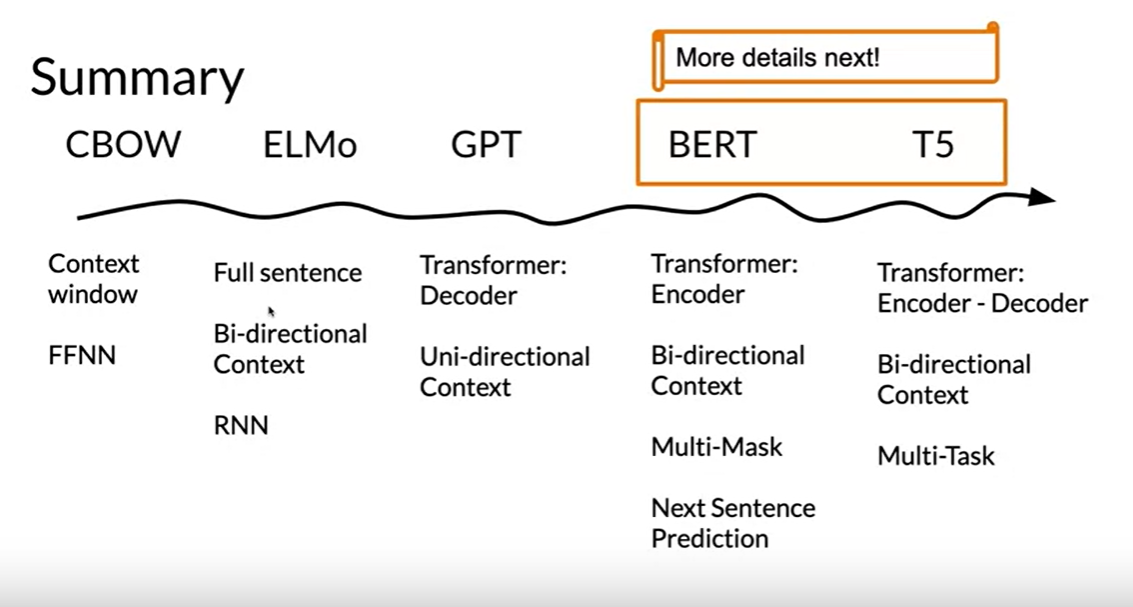 More details next!
Summary
CBOW
ELMo
GPT
BERT
T5
Context
window
FFNN
Full sentence
Bi-directional
Context
RNN
Transformer:
Decoder
Uni-directional
Context
Transformer:
Encoder
Bi-directional
Context
Multi-Mask
Next Sentence
Prediction
Transformer:
Encoder - Decoder
Bi-directional
Context
Multi-Task